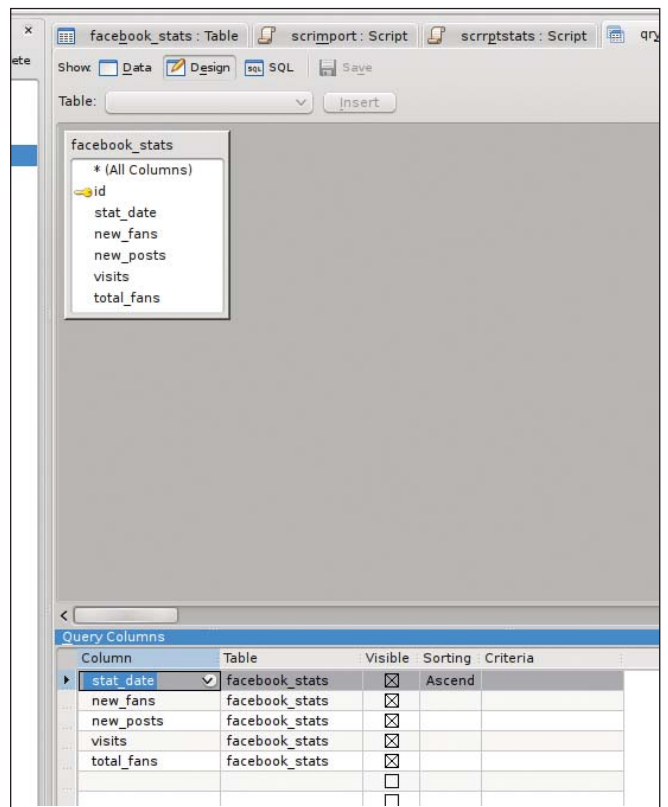 ete
facebook_stats : Table scrimport : Script scrrptstats : Script qry
Show: Data Design SQL SQL Save
Table: Insert
facebook_stats
* (All Columns)
id
stat_date
new_fans
new_posts
visits
total_fans
Query Columns
Column Table Visible Sorting Criteria
stat_date facebook_stats Ascend
new_fans facebook_stats
new_posts facebook_stats
visits facebook_stats
total_fans facebook_stats